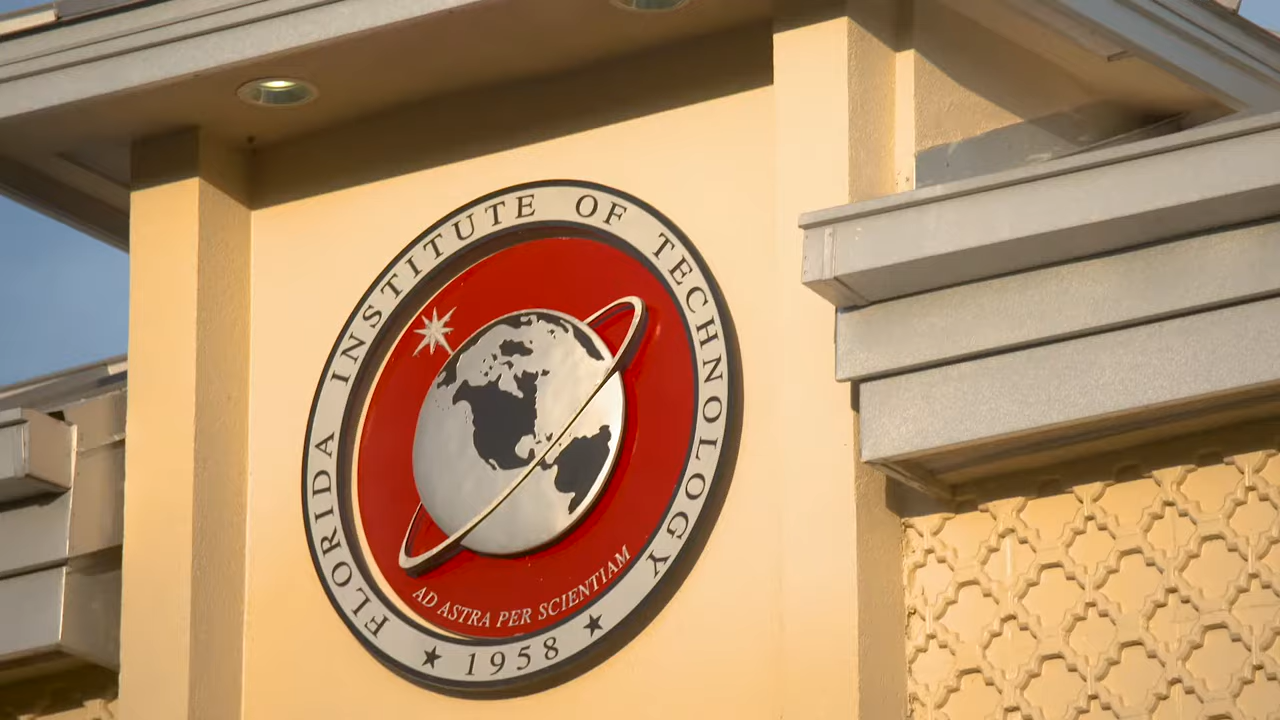 FLORIDA INSTITUTE OF TECHNOLOGY
AD ASTRA PER SCIENTIAM
★ 1958 ★